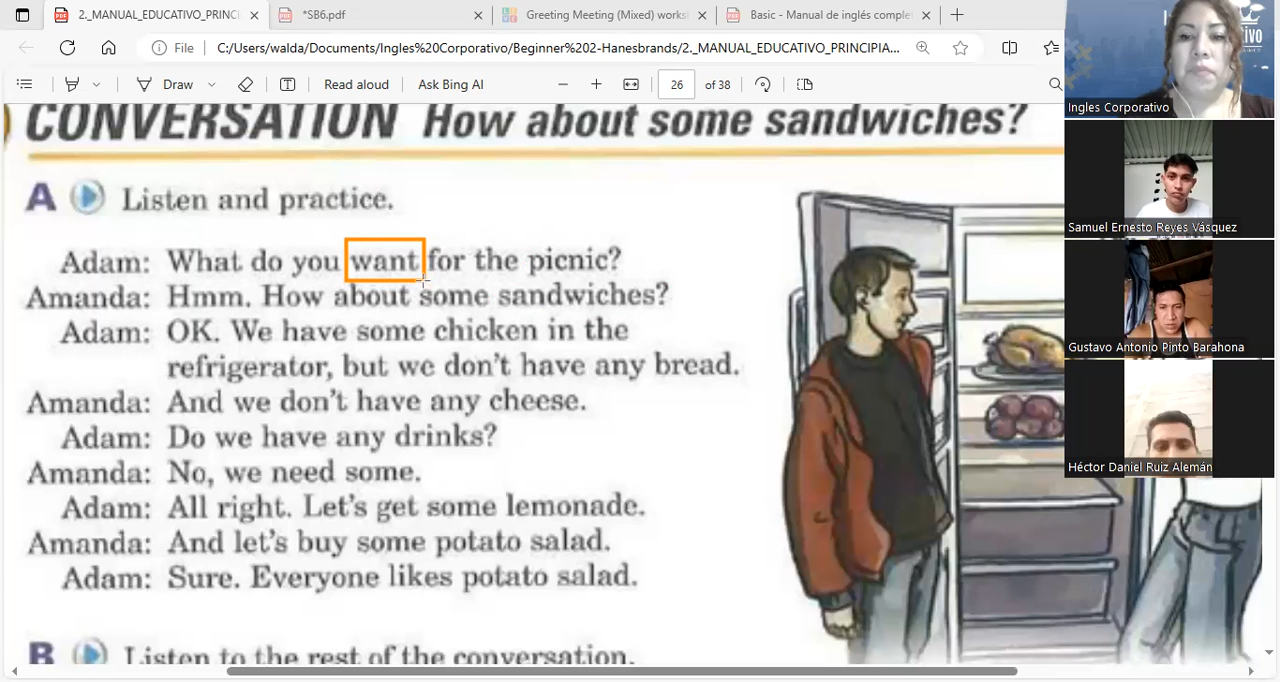 2._MANUAL_EDUCATIVO_PRINCI
*SB6.pdf
Greeting Meeting (Mixed) works
Basic - Manual de inglés comple
File
C:/Users/walda/Documents/Ingles%20Corporativo/Beginner%202-Hanesbrands/2._MANUAL_EDUCATIVO_PRINCIPIA...
Draw
Read aloud
Ask Bing AI
26
of 38
CONVERSATION How about some sandwiches?
A Listen and practice.
Adam: What do you want for the picnic?
Amanda: Hmm. How about some sandwiches?
Adam: OK. We have some chicken in the
refrigerator, but we don't have any bread.
Amanda: And we don't have any cheese.
Adam: Do we have any drinks?
Amanda: No, we need some.
Adam: All right. Let's get some lemonade.
Amanda: And let's buy some potato salad.
Adam: Sure. Everyone likes potato salad.
B Listen to the rest of the conversation.
Ingles Corporativo
Samuel Ernesto Reyes Vásquez
Gustavo Antonio Pinto Barahona
Héctor Daniel Ruiz Alemán